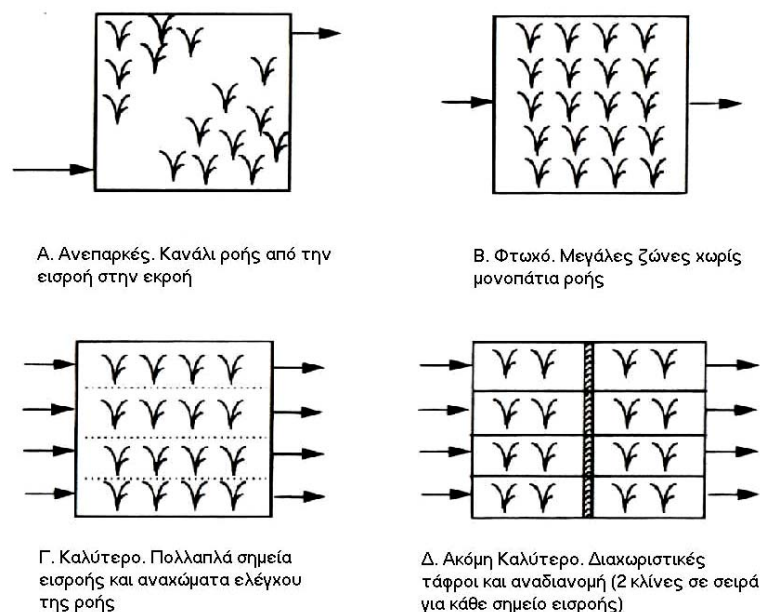 Α. Ανεπαρκές. Κανάλι ροής από την
εισροή στην εκροή
Β. Φτωχό. Μεγάλες ζώνες χωρίς
μονοπάτια ροής
Γ. Καλύτερο. Πολλαπλά σημεία
εισροής και αναχώματα ελέγχου
της ροής
Δ. Ακόμη Καλύτερο. Διαχωριστικές
τάφροι και αναδιανομή (2 κλίνες σε σειρά
για κάθε σημείο εισροής)